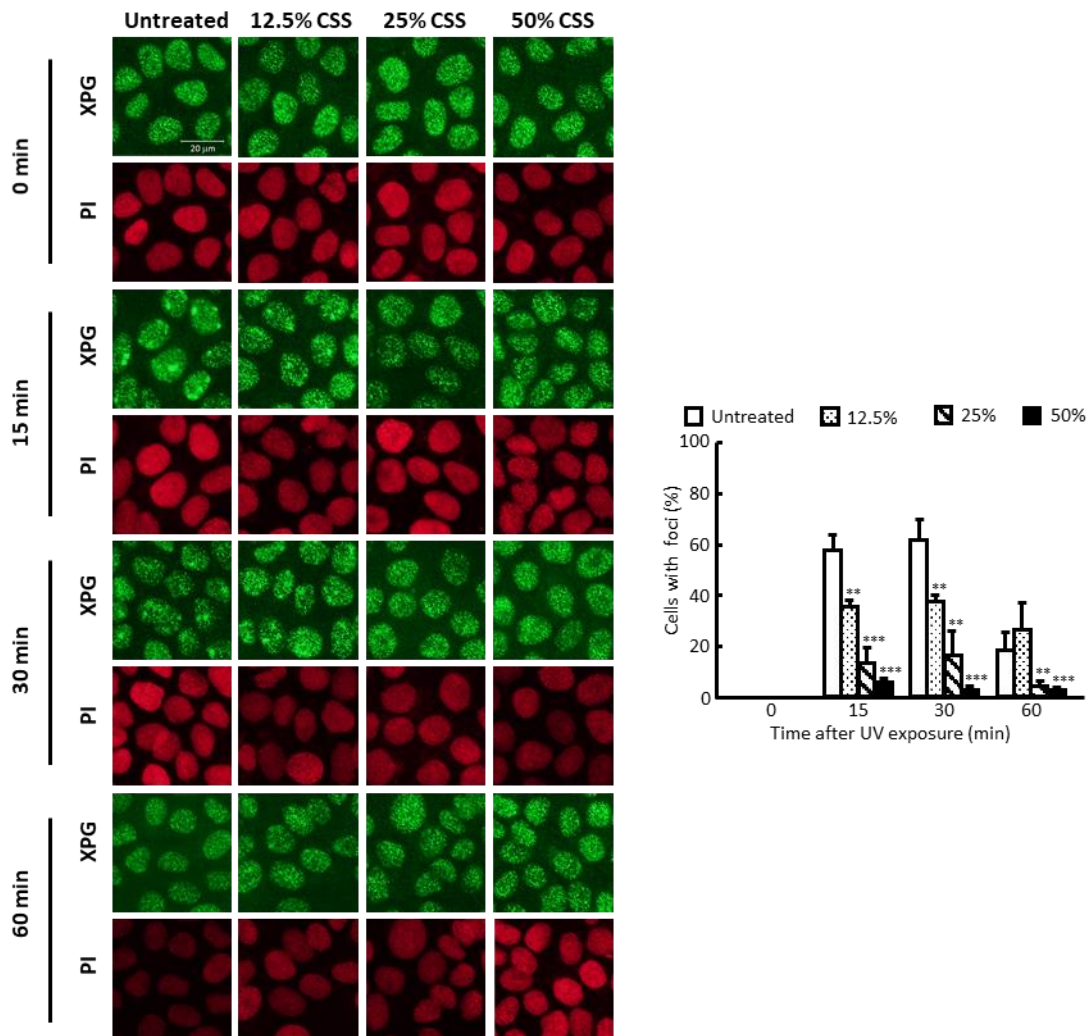 Untreated 12.5% CSS 25% CSS 50% CSS
0 min
XPG
20 μm
PI
15 min
XPG
PI
30 min
XPG
PI
60 min
XPG
PI
Untreated 12.5% 25% 50%
Cells with foci (%)
100
80
60
40
20
0
** *** ***
** ** ***
** ***
0 15 30 60
Time after UV exposure (min)